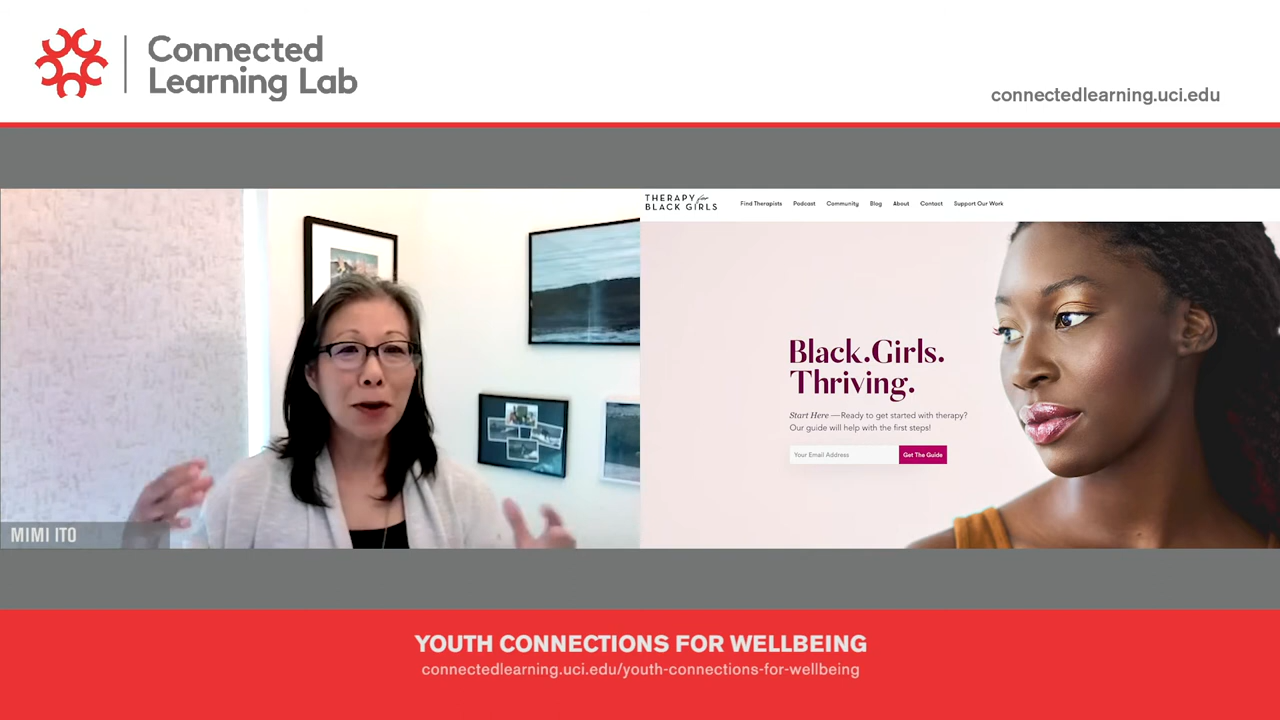 Connected
Learning Lab
connectedlearning.uci.edu
THERAPY for
BLACK GIRLS
Find Therapists Podcast Community Blog About Contact Support Our Work
Black.Girls.
Thriving.
Start Here — Ready to get started with therapy?
Our guide will help with the first steps!
Your Email Address Get The Guide
MIMI ITO
YOUTH CONNECTIONS FOR WELLBEING
connectedlearning.uci.edu/youth-connections-for-wellbeing